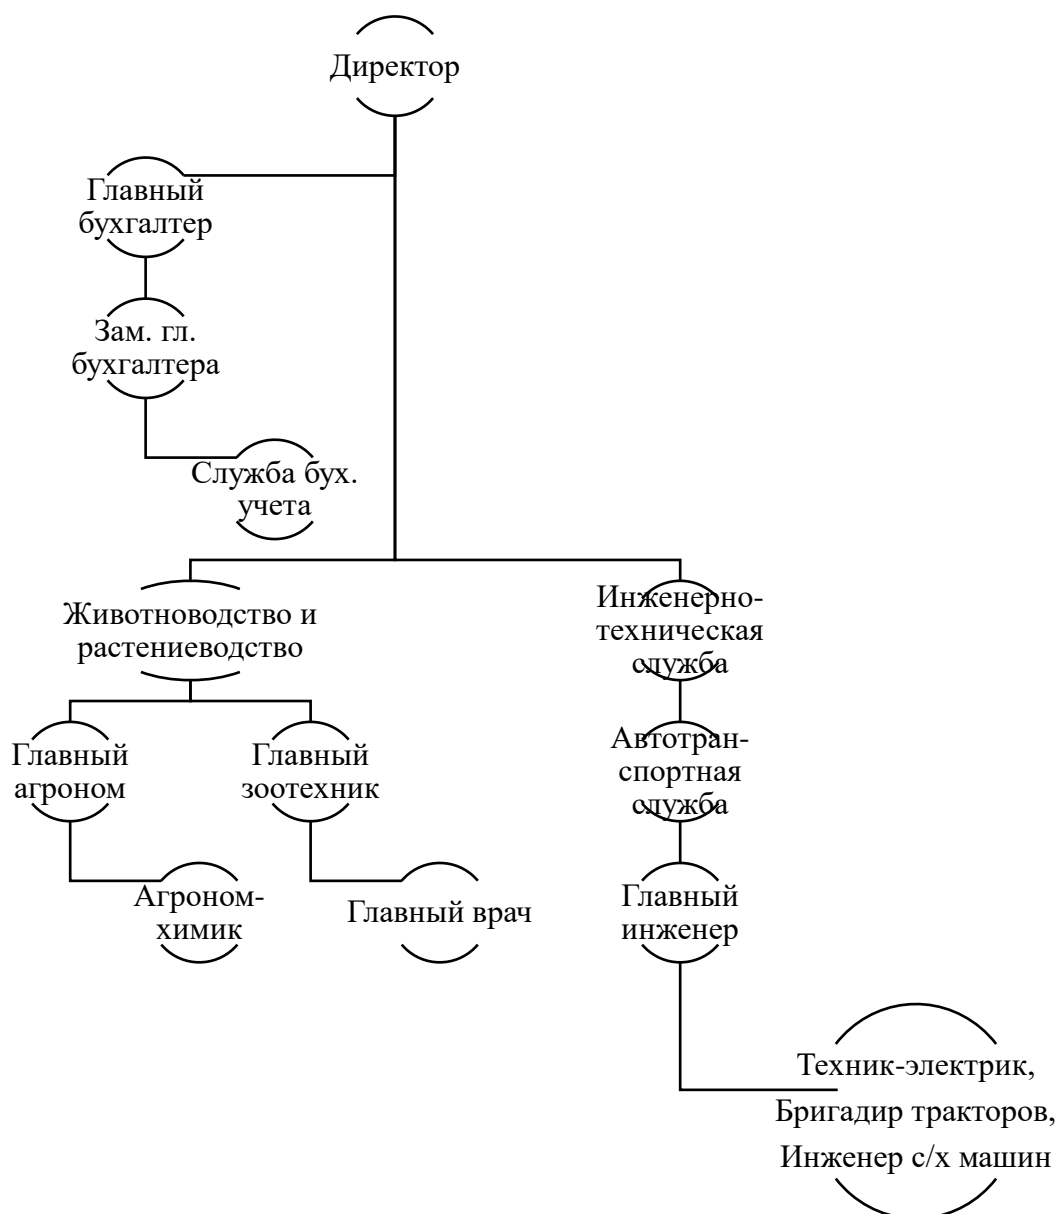 Директор
Главный
бухгалтер
Зам. гл.
бухгалтера
Служба бух.
учета
Животноводство и
растениеводство
Инженерно-
техническая
служба
Главный
агроном
Главный
зоотехник
Автотран-
спортная
служба
Агроном-
химик
Главный врач
Главный
инженер
Техник-электрик,
Бригадир тракторов,
Инженер с/х машин